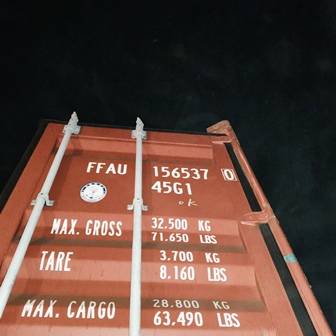 FFAU 156537 0
45G1
ok
MAX. GROSS 32.500 KG
71.650 LBS
TARE 3.700 KG
8.160 LBS
MAX. CARGO 28.800 KG
63.490 LBS